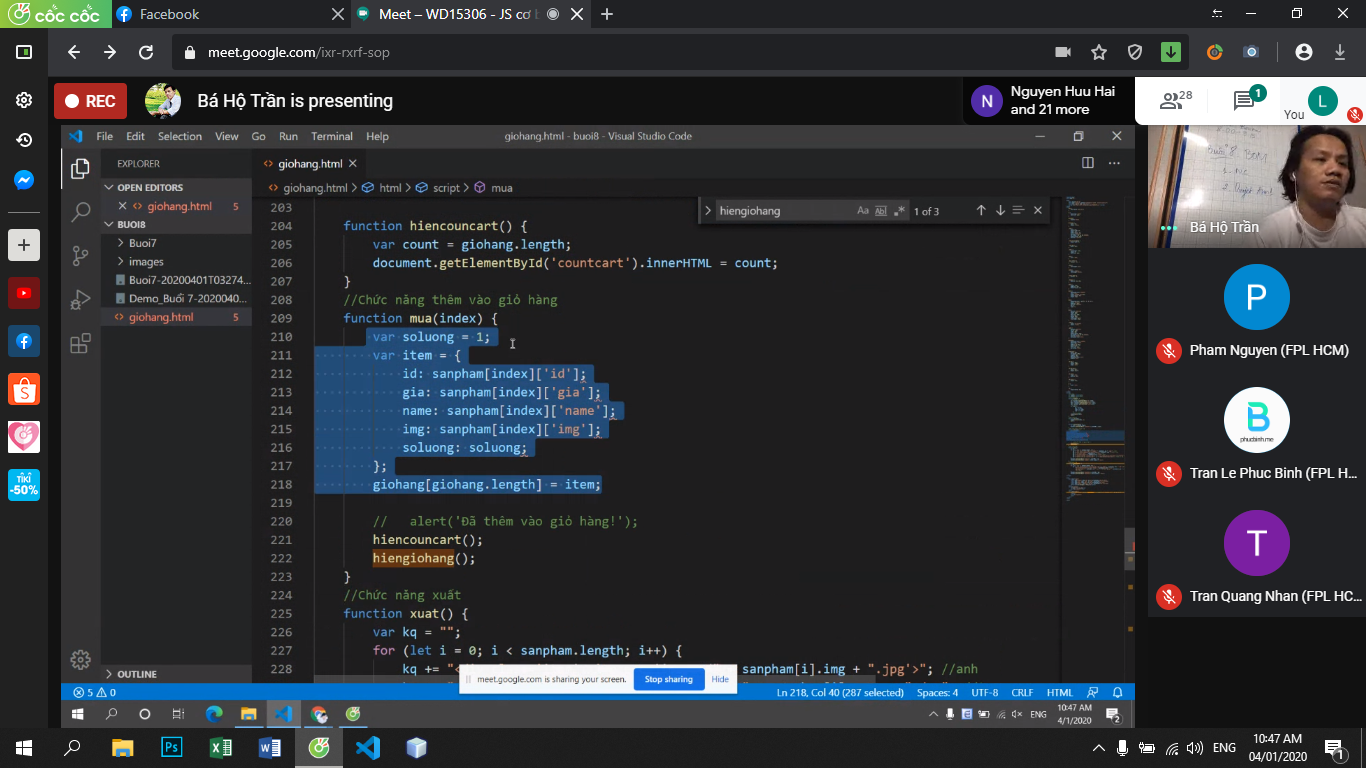 cốc cốc
Facebook
Meet – WD15306 - JS cơ b
meet.google.com/ixr-rxrf-sop
REC
Bá Hộ Trần is presenting
Nguyen Huu Hai
and 21 more
N
28
1
You
L
File Edit Selection View Go Run Terminal Help
giohang.html - buoi8 - Visual Studio Code
EXPLORER
giohang.html
OPEN EDITORS
giohang.html 5
BUOI8
Buoi7
images
Buoi7-20200401T03274...
Demo_Buổi 7-2020040...
giohang.html 5
OUTLINE
giohang.html > html > script > mua
hiengiohang
Aa Abl
1 of 3
203
204 function hiencouncart() {
205 var count = giohang.length;
206 document.getElementById('countcart').innerHTML = count;
207 }
208 //Chức năng thêm vào giỏ hàng
209 function mua(index) {
210 var soluong = 1;
211 var item = {
212 id: sanpham[index]['id'];
213 gia: sanpham[index]['gia'];
214 name: sanpham[index]['name'];
215 img: sanpham[index]['img'];
216 soluong: soluong;
217 };
218 giohang[giohang.length] = item;
219
220 // alert('Đã thêm vào giỏ hàng!');
221 hiencouncart();
222 hiengiohang();
223 }
224 //Chức năng xuất
225 function xuat() {
226 var kq = "";
227 for (let i = 0; i < sanpham.length; i++) {
228 kq += "< sanpham[i].img + ".jpg'>"; //anh
meet.google.com is sharing your screen.
Stop sharing
Hide
5 0
Ln 218, Col 40 (287 selected)
Spaces: 4
UTF-8
CRLF
HTML
ENG
10:47 AM
4/1/2020
2
Buổi 8
Bá Hộ Trần
P
Pham Nguyen (FPL HCM)
phucbinh.me
Tran Le Phuc Binh (FPL H...
T
Tran Quang Nhan (FPL HC...
TIKI
-50%
Ps
ENG
10:47 AM
04/01/2020
1